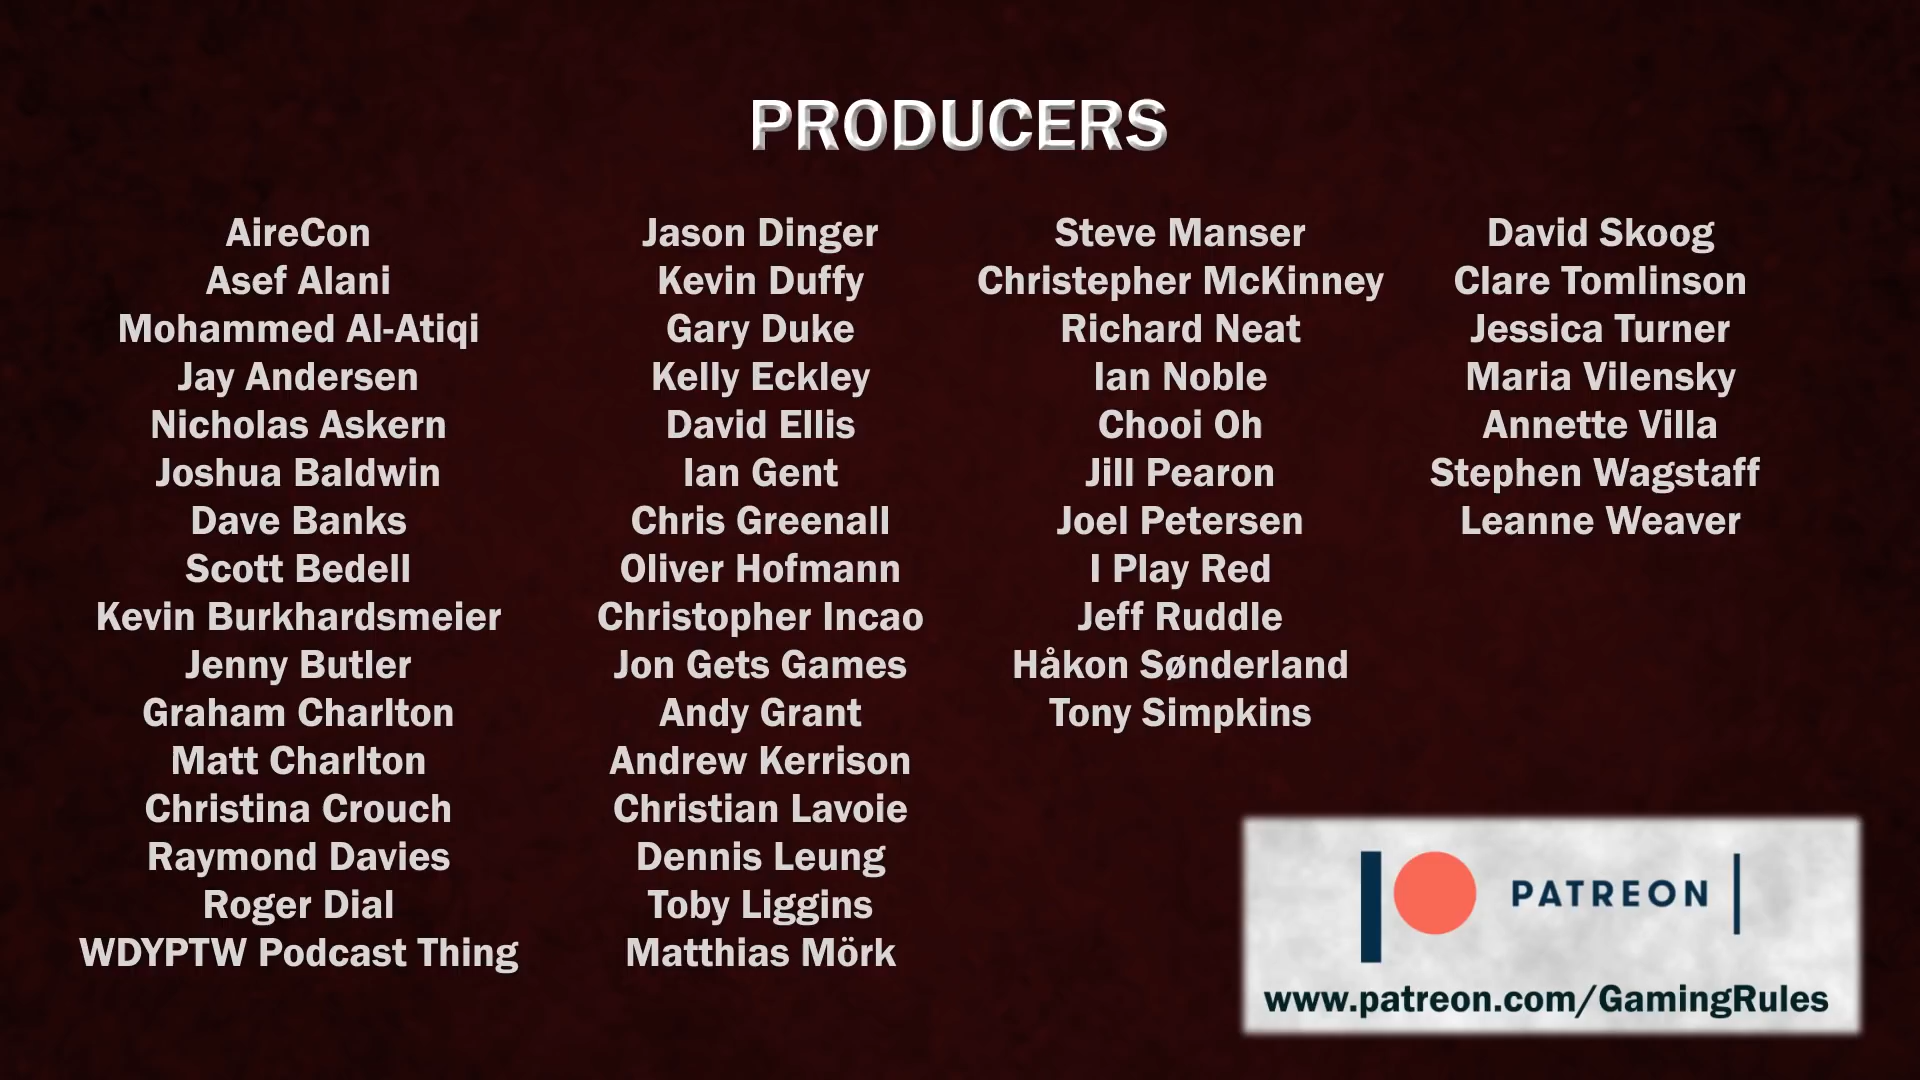 PRODUCERS
AireCon
Asef Alani
Mohammed Al-Atiqi
Jay Andersen
Nicholas Askern
Joshua Baldwin
Dave Banks
Scott Bedell
Kevin Burkhardsmeier
Jenny Butler
Graham Charlton
Matt Charlton
Christina Crouch
Raymond Davies
Roger Dial
WDYPTW Podcast Thing
Jason Dinger
Kevin Duffy
Gary Duke
Kelly Eckley
David Ellis
Ian Gent
Chris Greenall
Oliver Hofmann
Christopher Incao
Jon Gets Games
Andy Grant
Andrew Kerrison
Christian Lavoie
Dennis Leung
Toby Liggins
Matthias Mörk
Steve Manser
Christepher McKinney
Richard Neat
Ian Noble
Chooi Oh
Jill Pearon
Joel Petersen
I Play Red
Jeff Ruddle
Håkon Sønderland
Tony Simpkins
David Skoog
Clare Tomlinson
Jessica Turner
Maria Vilensky
Annette Villa
Stephen Wagstaff
Leanne Weaver
PATREON
www.patreon.com/GamingRules